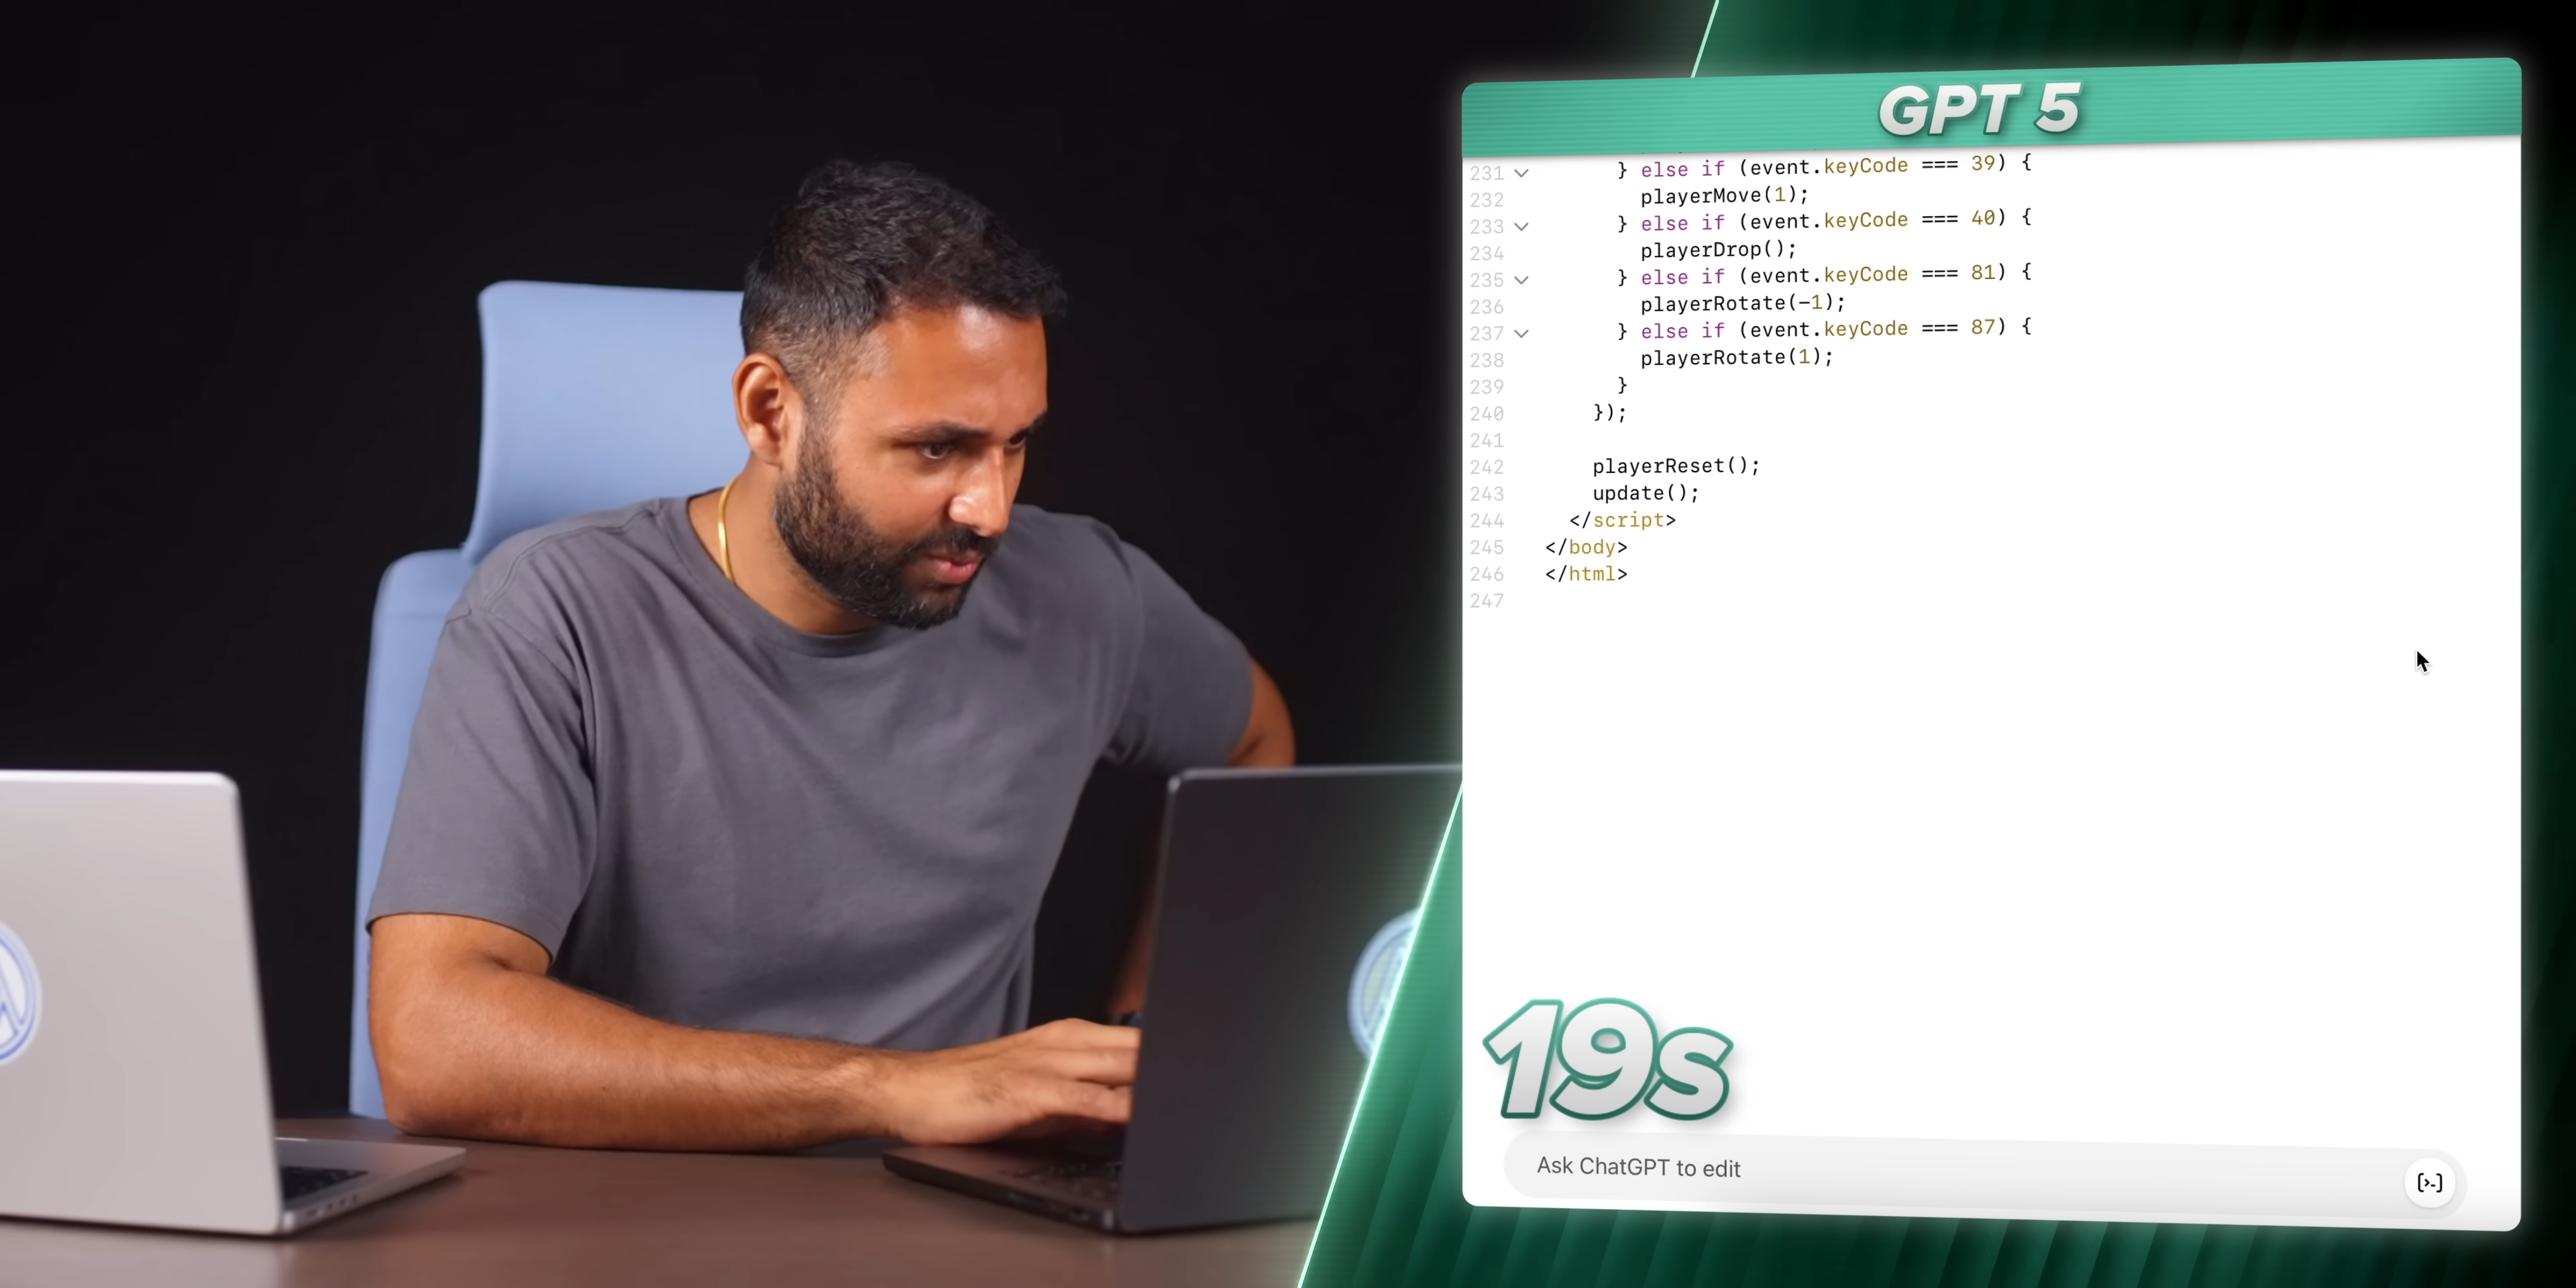 GPT 5
231 } else if (event.keyCode === 39) {
232 playerMove(1);
233 } else if (event.keyCode === 40) {
234 playerDrop();
235 } else if (event.keyCode === 81) {
236 playerRotate(-1);
237 } else if (event.keyCode === 87) {
238 playerRotate(1);
239 }
240 });
241
242 playerReset();
243 update();
244 </script>
245 </body>
246 </html>
247
19s
Ask ChatGPT to edit